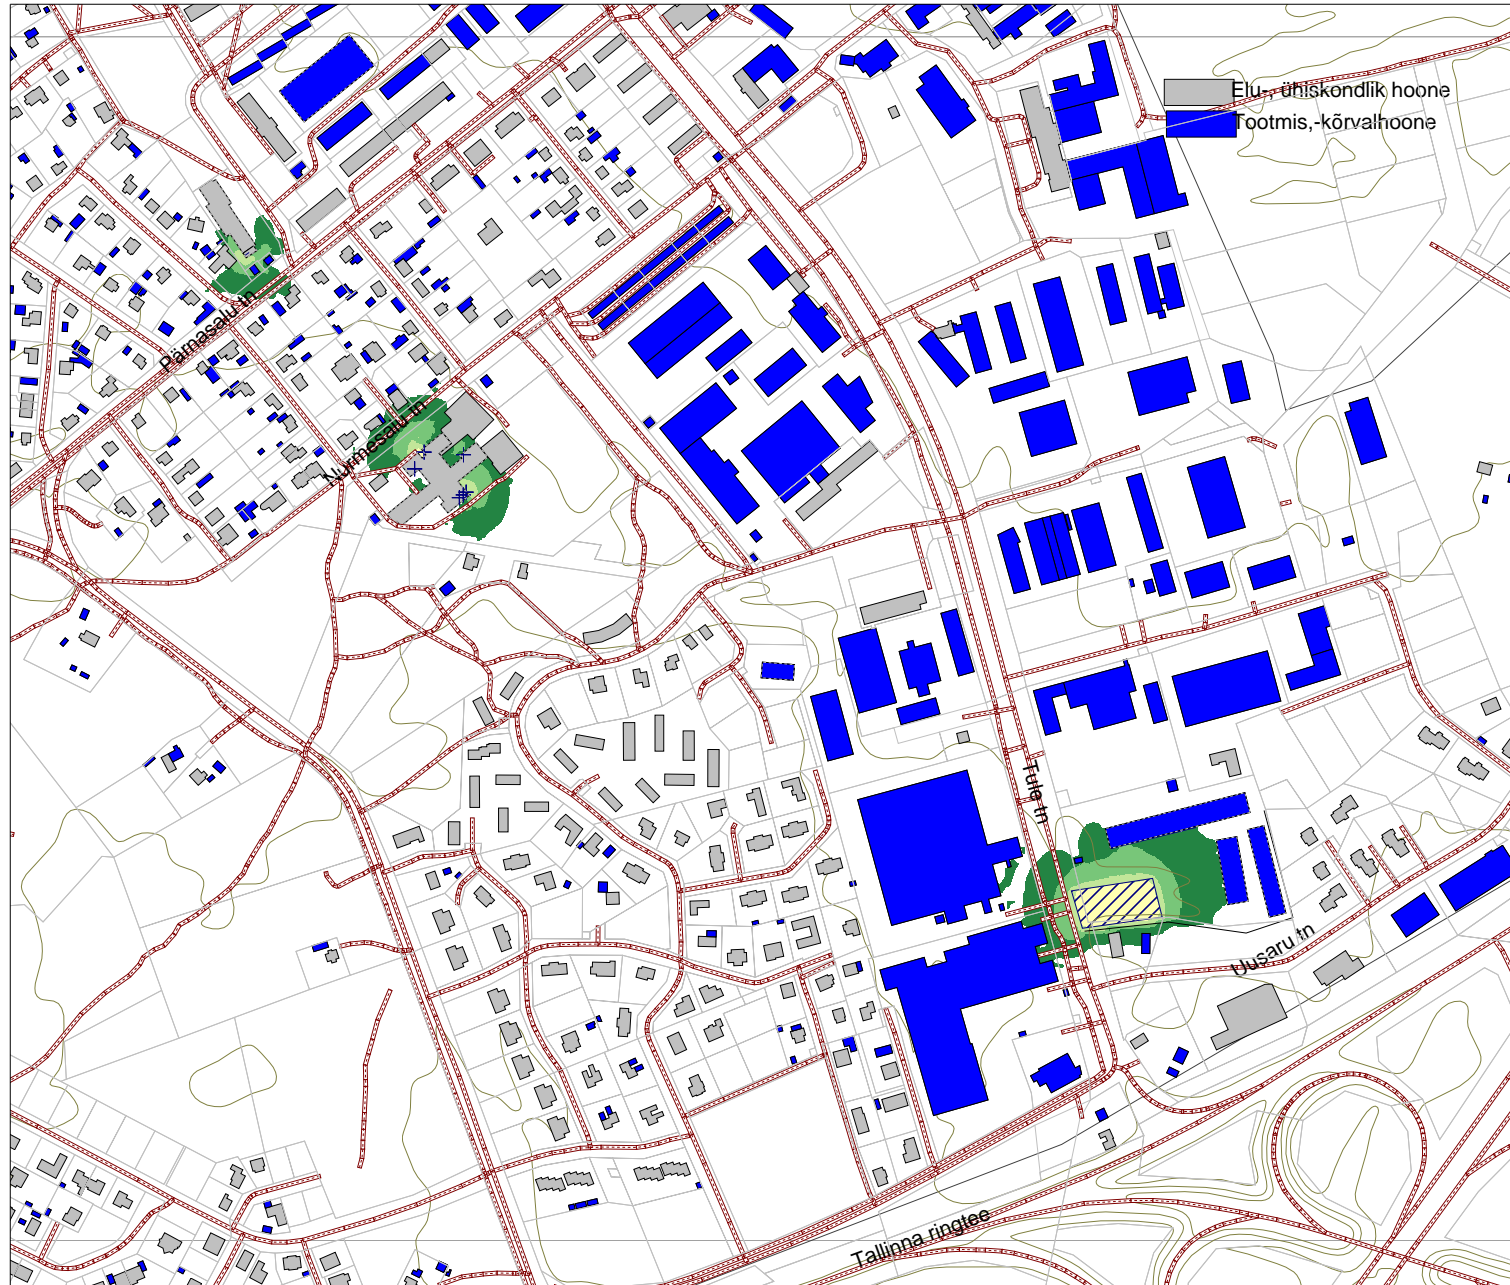 Elu-, ühiskondlik hoone
Tootmis,-kõrvalhoone
Pärnasalu tn
Nurmesalu tn
Tule tn
Uusaru tn
Tallinna ringtee